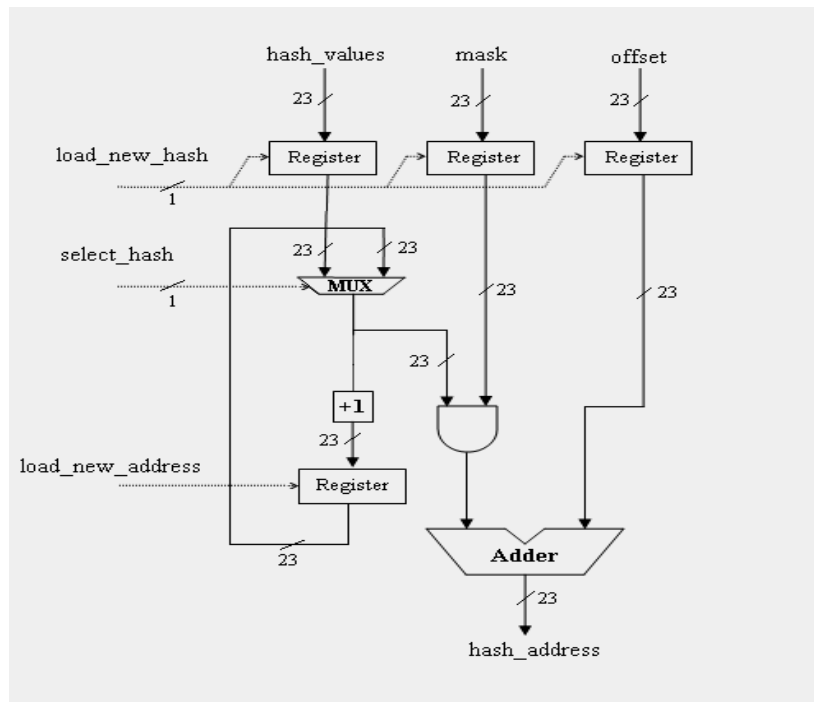 hash_values mask offset
23 23 23
load_new_hash Register Register Register
1
select_hash 23 23
MUX
1 23 23
23
+1
23
load_new_address
Register
23
Adder
23
hash_address